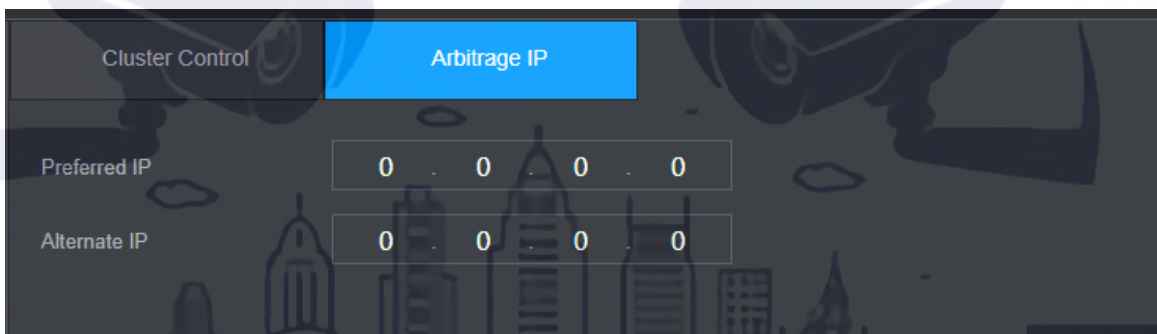 Cluster Control Arbitrage IP
Preferred IP 0 . 0 . 0 . 0
Alternate IP 0 . 0 . 0 . 0